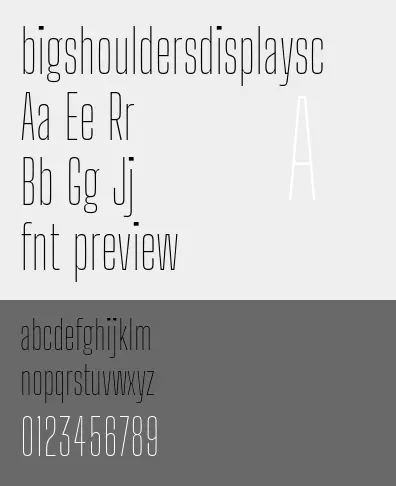 bigshouldersdisplaysc
Aa Ee Rr
A
Bb Gg Jj
fnt preview
abcdefghijklm
nopqrstuvwxyz
0123456789